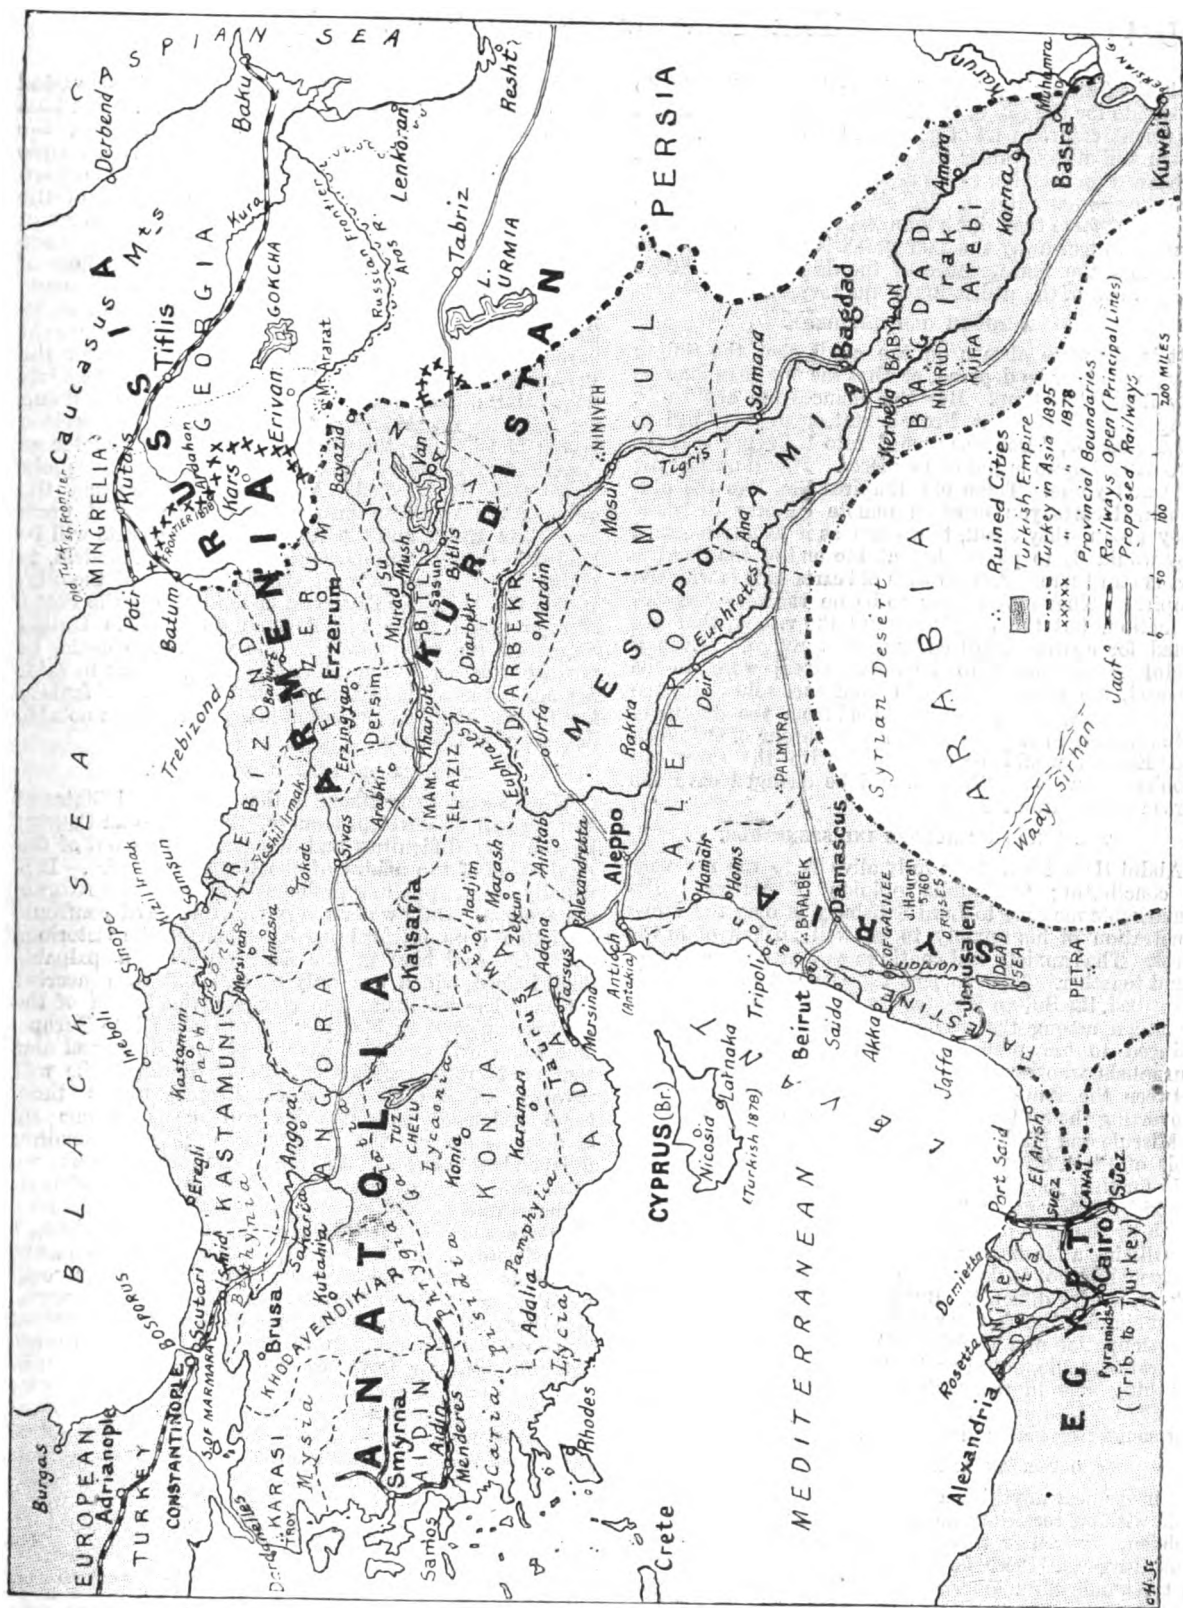 BLACK SEA
CASPIAN SEA
MEDITERRANEAN
LEVANT
EUROPEAN
TURKEY
RUSSIA
Caucasus Mts
MINGRELIA
GEORGIA
ARMENIA
KURDISTAN
ANATOLIA
MESOPOTAMIA
SYRIA
PALESTINE
ARABIA
PERSIA
EGYPT
(Trib. to Turkey)
Burgas
Adrianople
CONSTANTINOPLE
BOSPORUS
Scutari
Ismid
S. OF MARMARA
Dardanelles
TROY
KARASI
Mysia
Brusa
KHODAVENDIKIAR
Bithynia
Eregli
KASTAMUNI
Kastamuni
Paphlagonia
Ineboli
Sinope
Kizil Irmak
Samsun
Mersivan
Amasia
Tokat
Yeshil Irmak
TREBIZOND
Trebizond
Baiburt
Batum
Poti
Kutais
Old Turkish frontier
FRONTIER 1878
Ardahan
Kars
Tiflis
Kura
Derbend
Baku
Erivan
GOKCHA
M. Ararat
Russian Frontier
Aros R.
Lenkoran
Resht
Tabriz
L. URMIA
Bayazid
ERZERUM
Erzerum
Erzingyan
Dersim
Murad Su
Mush
Sasun
BITLIS
Bitlis
VAN
Van
Sivas
Arabkir
Kharput
MAM.
EL-AZIZ
Diarbekr
DIARBEKR
Mardin
Urfa
Euphrates
Angora
ANGORA
Sakaria
Kutahia
Galatia
TUZ
CHELU
Phrygia
Lycaonia
Konia
KONIA
Karaman
Kaisaria
Hadjim
Marash
Zeitun
Aintab
Adana
ADANA
Taurus Mts
Tarsus
Mersina
Alexandretta
Antioch
(Antakia)
Aleppo
ALEPPO
Smyrna
AIDIN
Aidin
Menderes
Caria
Pisidia
Pamphylia
Adalia
Lycia
Samos
Rhodes
Crete
CYPRUS (Br.)
Nicosia
Larnaka
(Turkish 1878)
Hamah
Homs
Tripoli
BAALBEK
Beirut
Damascus
Saida
Akka
S. OF GALILEE
J. Hauran
5760
DRUSES
Jordan
Jaffa
Jerusalem
DEAD
SEA
PETRA
PALMYRA
Syrian Desert
Rakka
Deir
Euphrates
Ana
Mosul
NINIVEH
MOSUL
Tigris
Samara
Bagdad
BAGDAD
Kerbela
BABYLON
NIMRUD
KUFA
Irak
Arebi
Amara
Korna
Karun
Muhamra
Basra
PERSIAN G.
Kuweit
Wady Sirhan
Jauf
El Arish
Port Said
SUEZ
CANAL
Suez
Damietta
Rosetta
Nile
Delta
Alexandria
Cairo
Pyramids
Ruined Cities
Turkish Empire
Turkey in Asia 1895
" " 1878
Provincial Boundaries
Railways Open (Principal Lines)
Proposed Railways
0 50 100 200 MILES